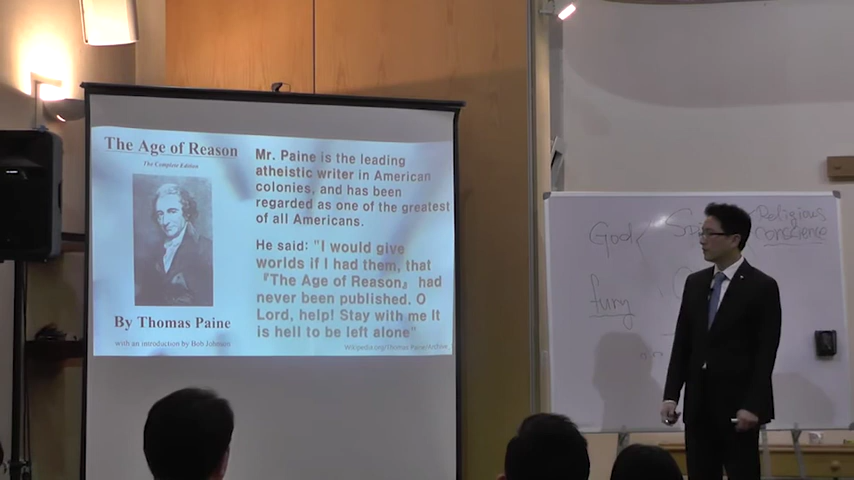 The Age of Reason
The Complete Edition
By Thomas Paine
with an introduction by Bob Johnson
Mr. Paine is the leading
atheistic writer in American
colonies, and has been
regarded as one of the greatest
of all Americans.
He said: "I would give
worlds if I had them, that
『The Age of Reason』 had
never been published. O
Lord, help! Stay with me It
is hell to be left alone"
Wikipedia.org/Thomas Paine/Archive
God
Religious
conscience
fury